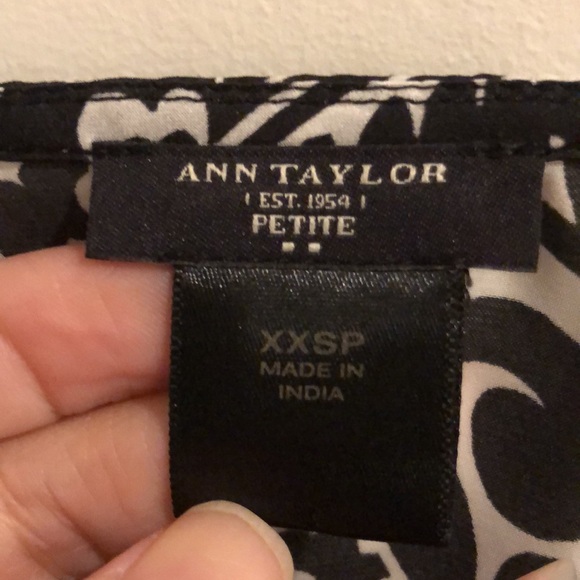 ANN TAYLOR
EST. 1954
PETITE
XXSP
MADE IN
INDIA